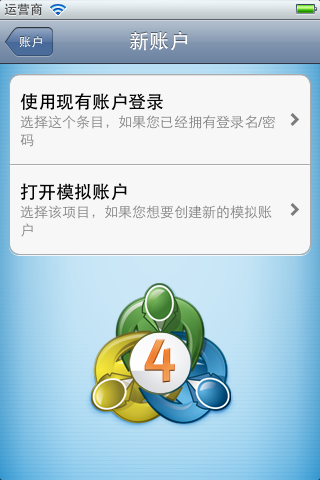 运营商
账户
新账户
使用现有账户登录
选择这个条目，如果您已经拥有登录名/密
码
打开模拟账户
选择该项目，如果您想要创建新的模拟账
户
4